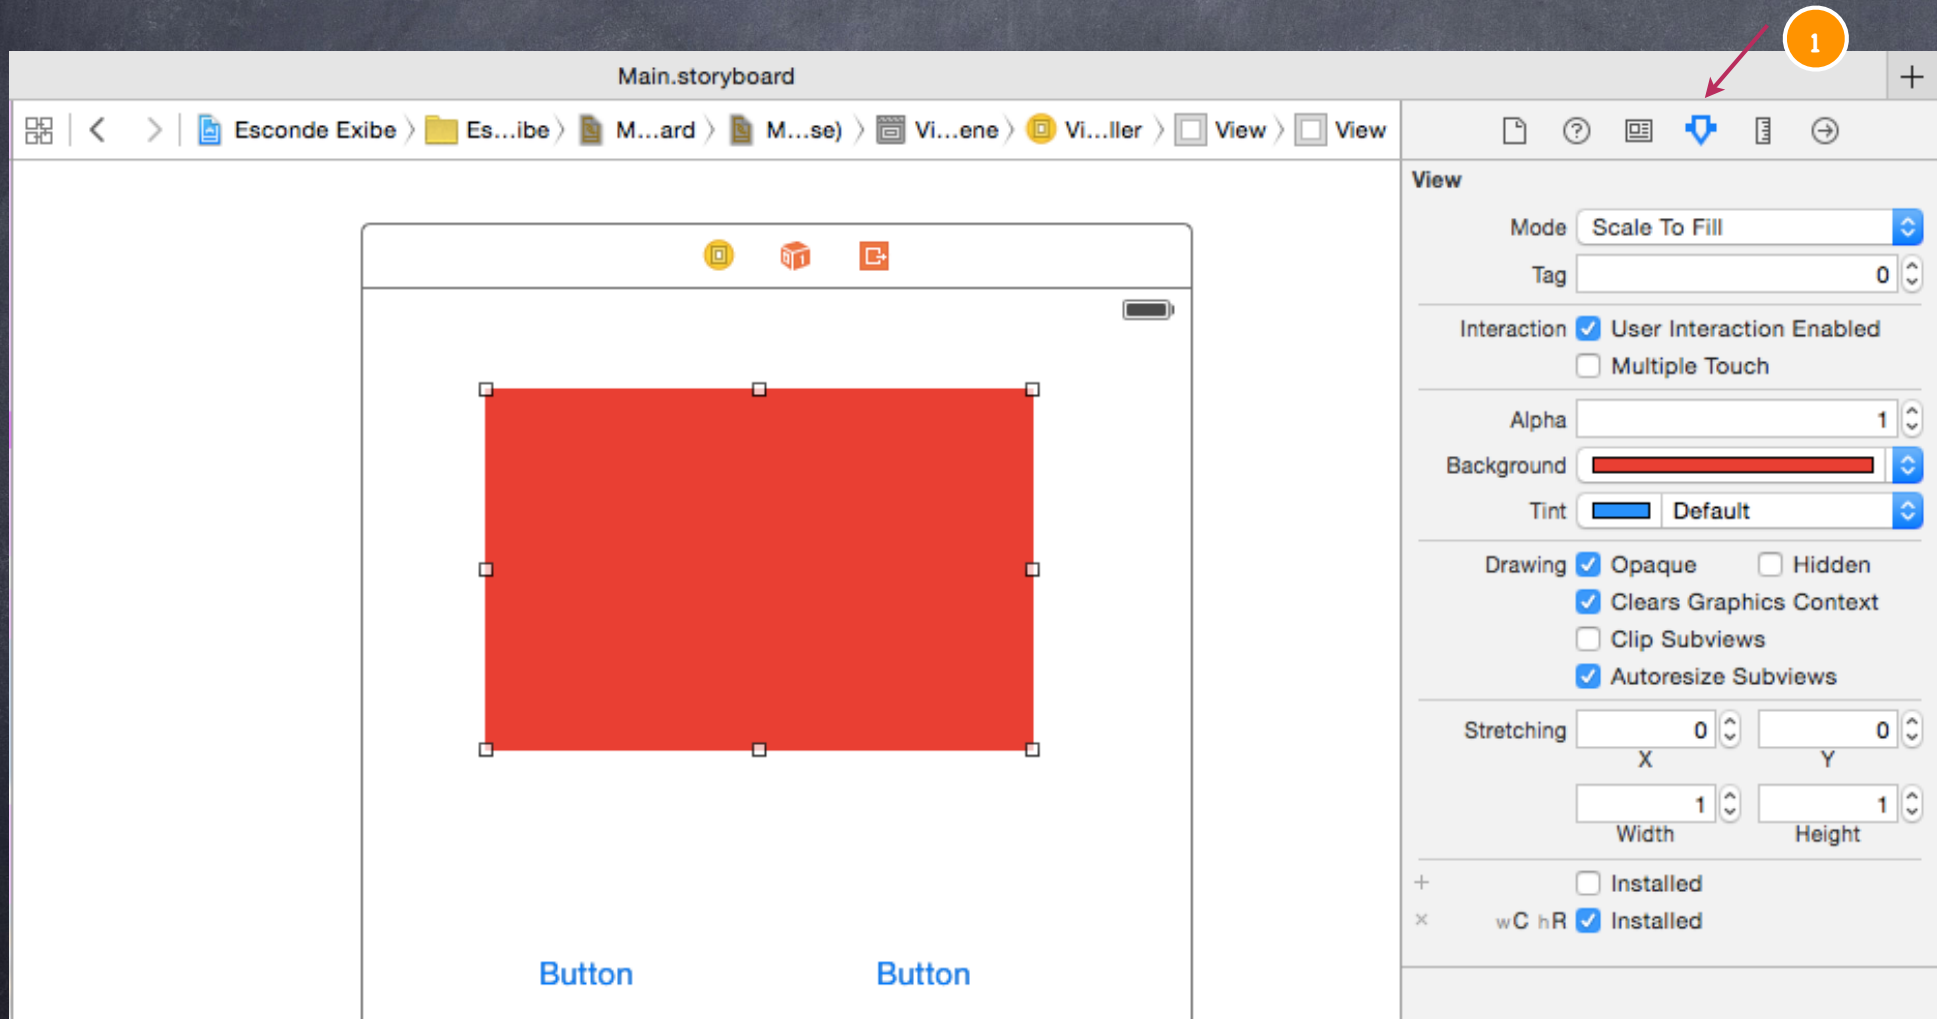 1
Main.storyboard
Esconde Exibe Es...ibe M...ard M...se) Vi...ene Vi...ller View View
View
Mode Scale To Fill
Tag 0
Interaction User Interaction Enabled
Multiple Touch
Alpha 1
Background
Tint Default
Drawing Opaque Hidden
Clears Graphics Context
Clip Subviews
Autoresize Subviews
Stretching 0 0
X Y
1 1
Width Height
+ Installed
× wC hR Installed
Button Button